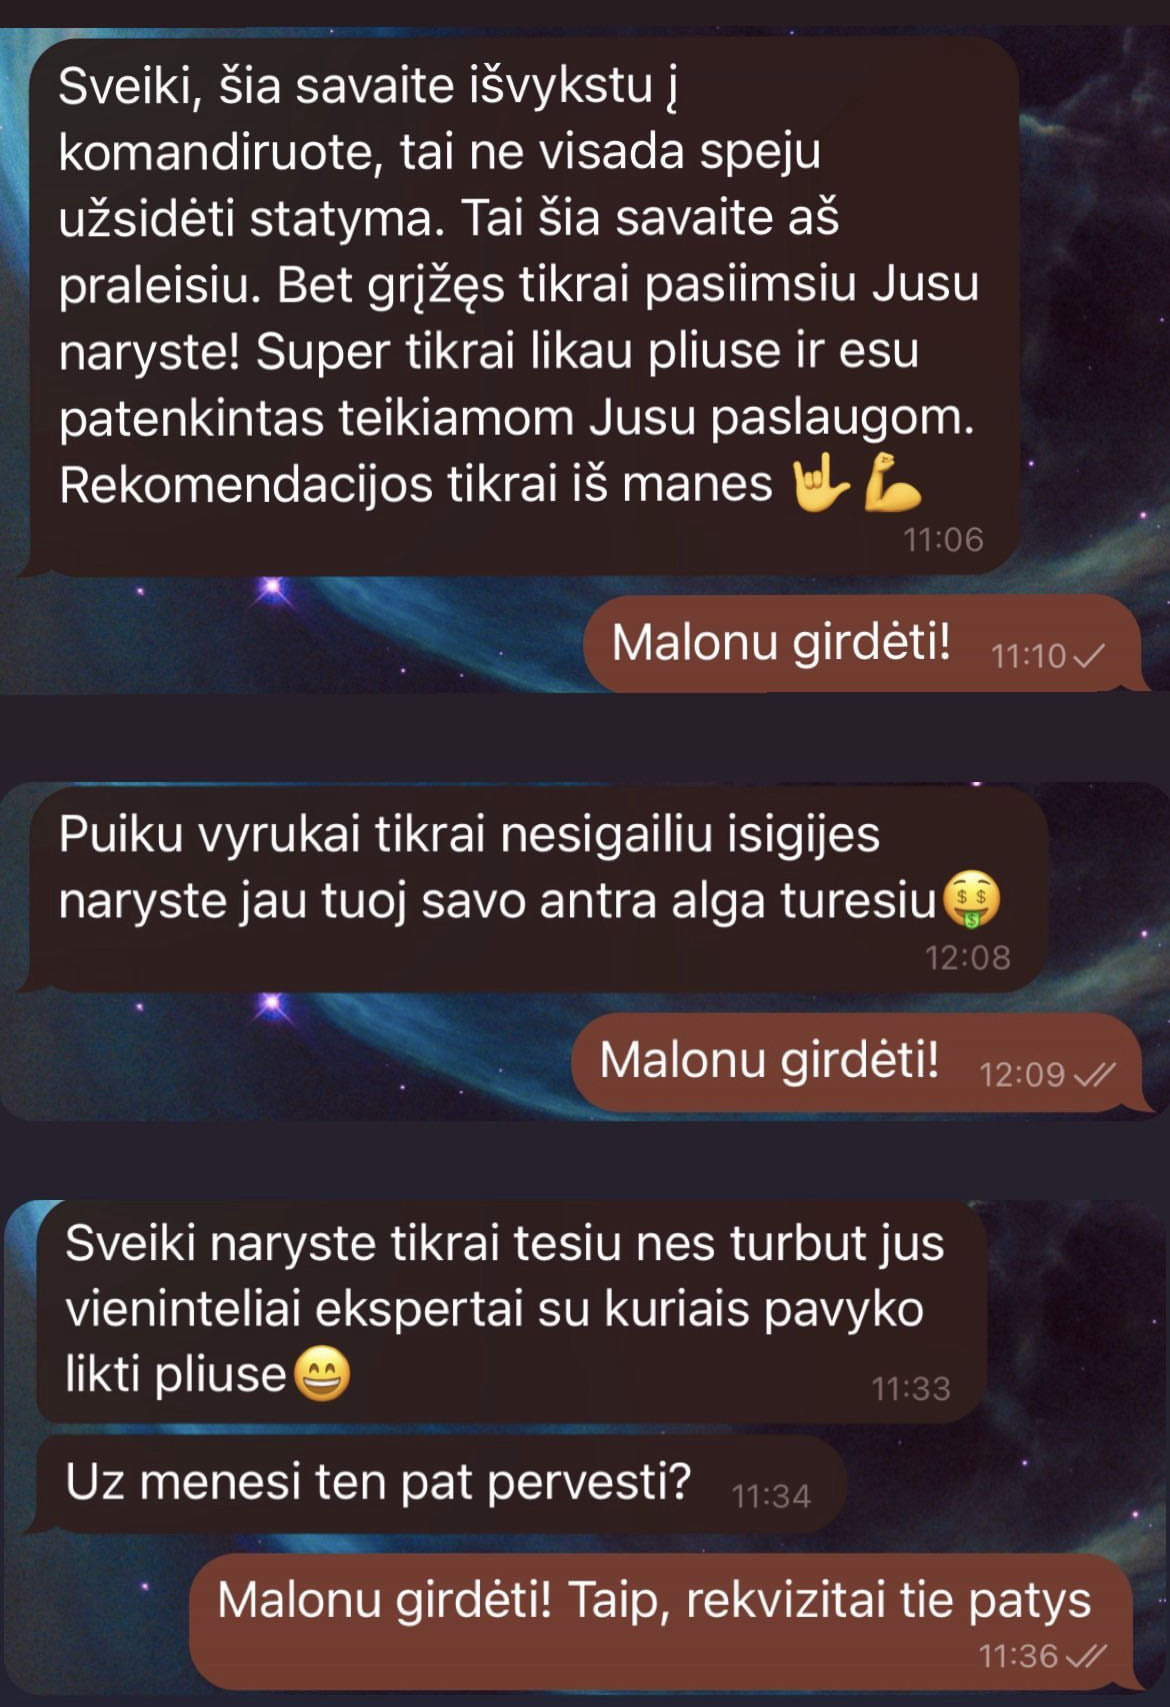 Sveiki, šia savaite išvykstu į
komandiruote, tai ne visada speju
užsidėti statyma. Tai šia savaite aš
praleisiu. Bet grįžęs tikrai pasiimsiu Jusu
naryste! Super tikrai likau pliuse ir esu
patenkintas teikiamom Jusu paslaugom.
Rekomendacijos tikrai iš manes 🤟💪
11:06
Malonu girdėti! 11:10
Puiku vyrukai tikrai nesigailiu isigijes
naryste jau tuoj savo antra alga turesiu🤑
12:08
Malonu girdėti! 12:09
Sveiki naryste tikrai tesiu nes turbut jus
vieninteliai ekspertai su kuriais pavyko
likti pliuse😄 11:33
Uz menesi ten pat pervesti? 11:34
Malonu girdėti! Taip, rekvizitai tie patys
11:36